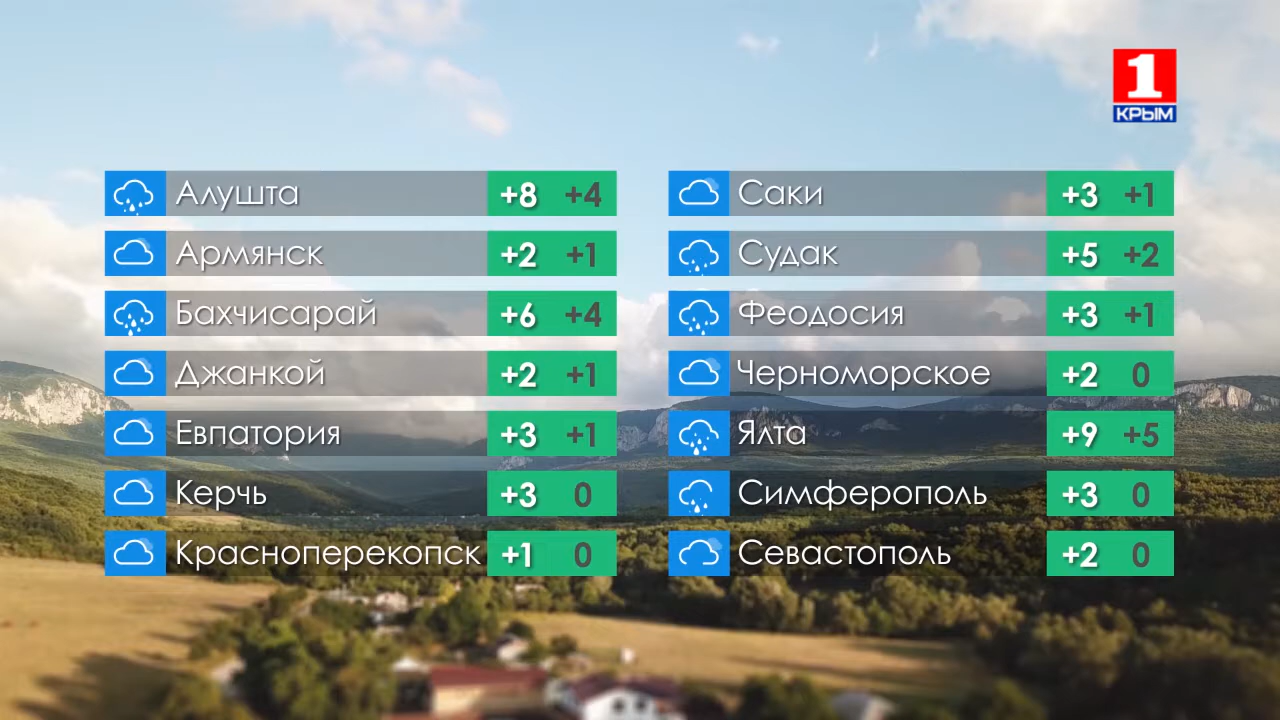 1
КРЫМ
Алушта +8 +4
Армянск +2 +1
Бахчисарай +6 +4
Джанкой +2 +1
Евпатория +3 +1
Керчь +3 0
Красноперекопск +1 0
Саки +3 +1
Судак +5 +2
Феодосия +3 +1
Черноморское +2 0
Ялта +9 +5
Симферополь +3 0
Севастополь +2 0